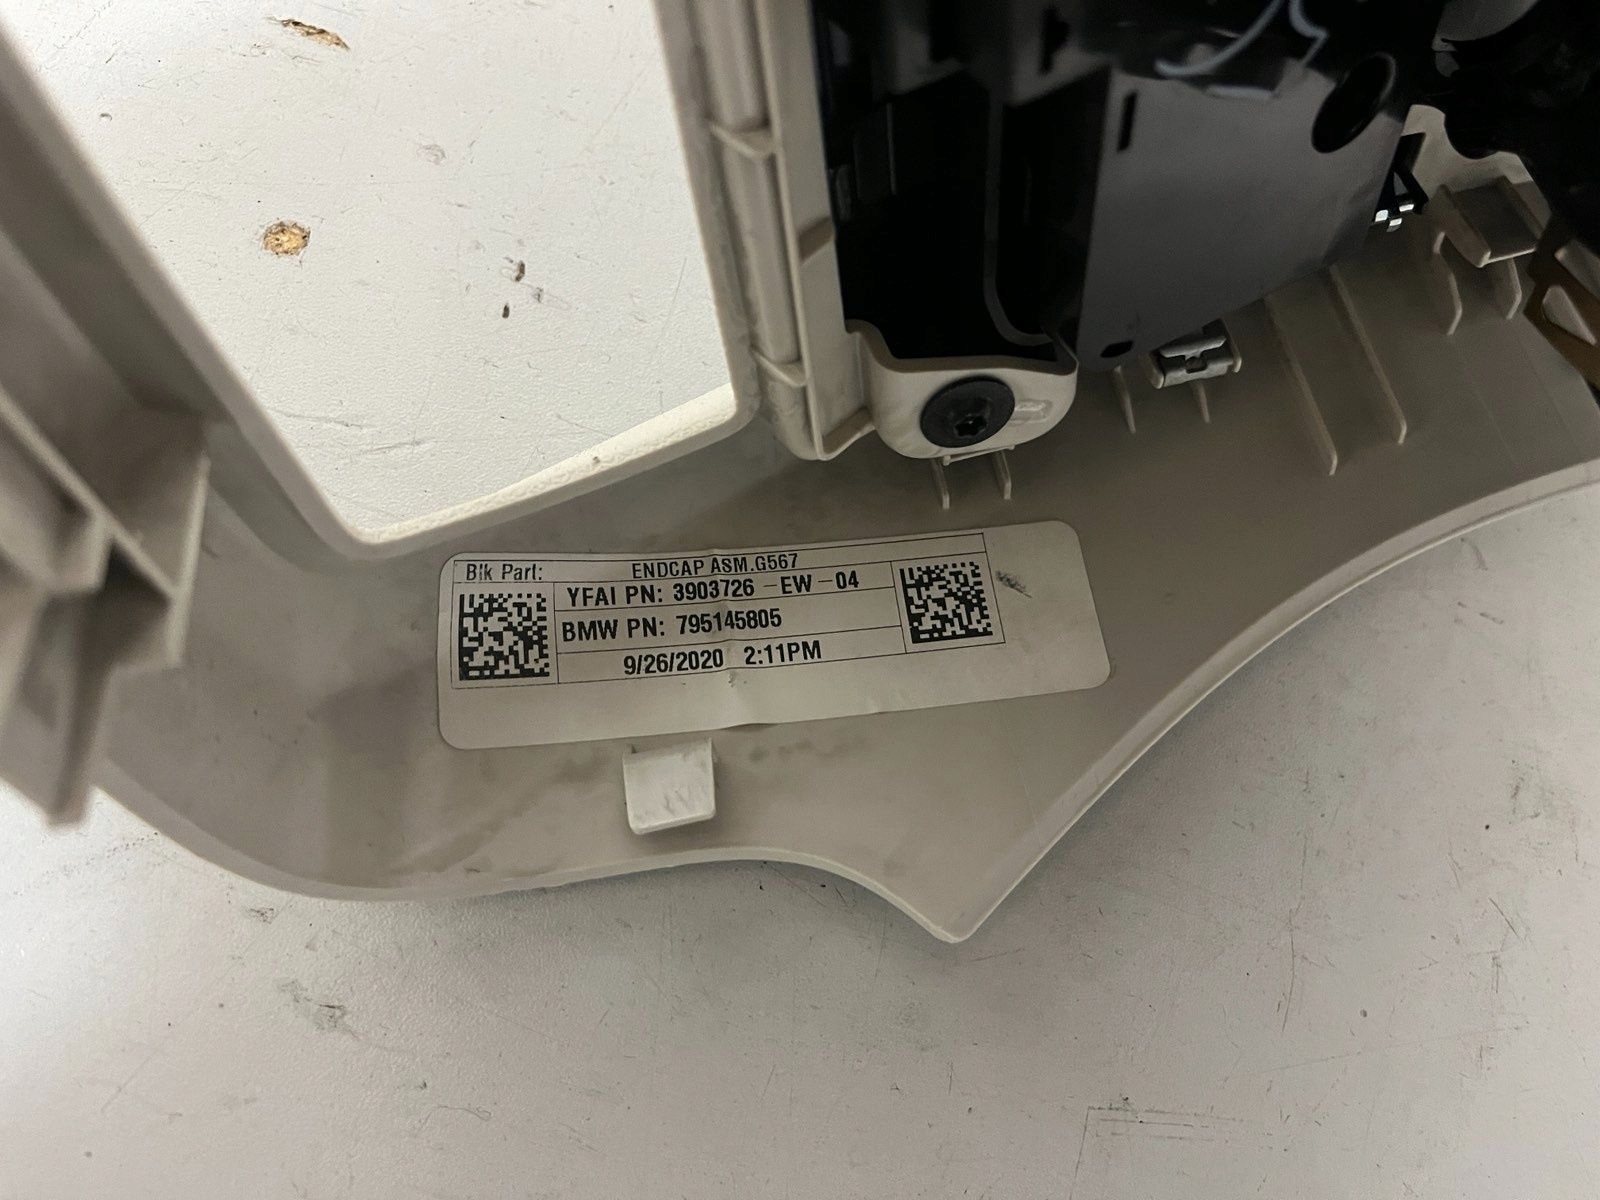 Blk Part: ENDCAP ASM.G567
YFAI PN: 3903726 -EW -04
BMW PN: 795145805
9/26/2020 2:11PM